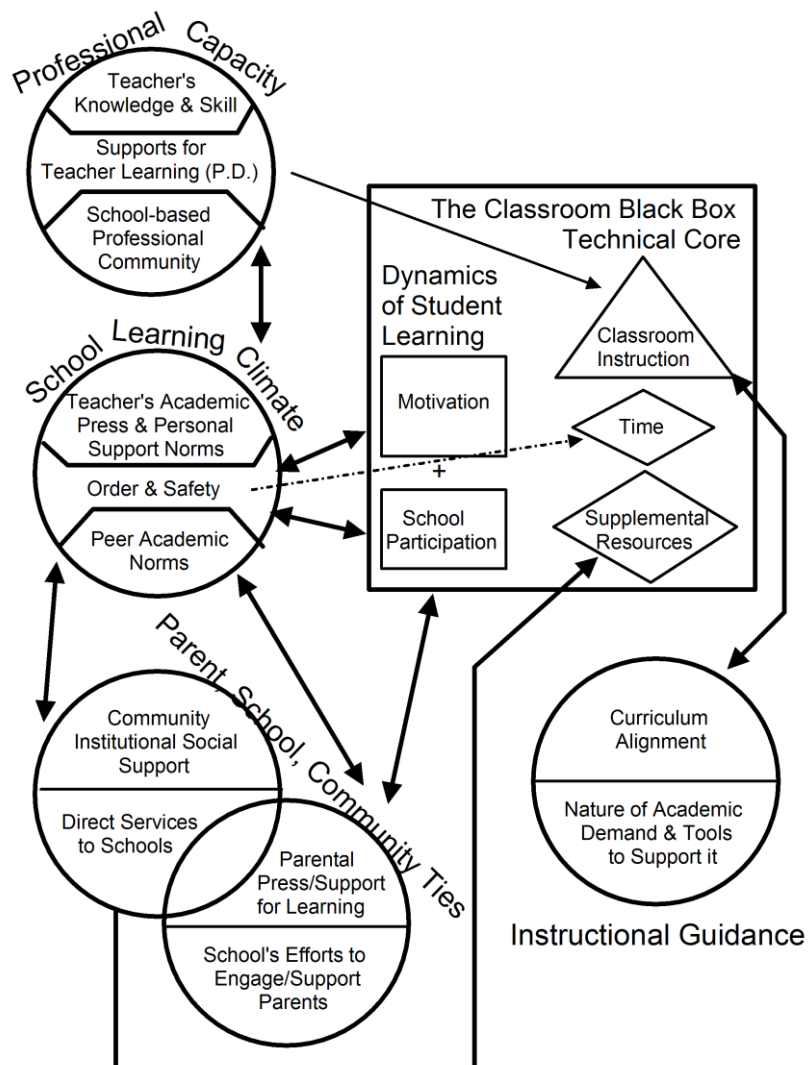 Professional Capacity
Teacher's
Knowledge & Skill
Supports for
Teacher Learning (P.D.)
School-based
Professional
Community
The Classroom Black Box
Technical Core
Dynamics
of Student
Learning
Classroom
Instruction
Motivation
Time
+
School
Participation
Supplemental
Resources
School Learning Climate
Teacher's Academic
Press & Personal
Support Norms
Order & Safety
Peer Academic
Norms
Parent, School, Community Ties
Community
Institutional Social
Support
Direct Services
to Schools
Parental
Press/Support
for Learning
School's Efforts to
Engage/Support
Parents
Curriculum
Alignment
Nature of Academic
Demand & Tools
to Support it
Instructional Guidance